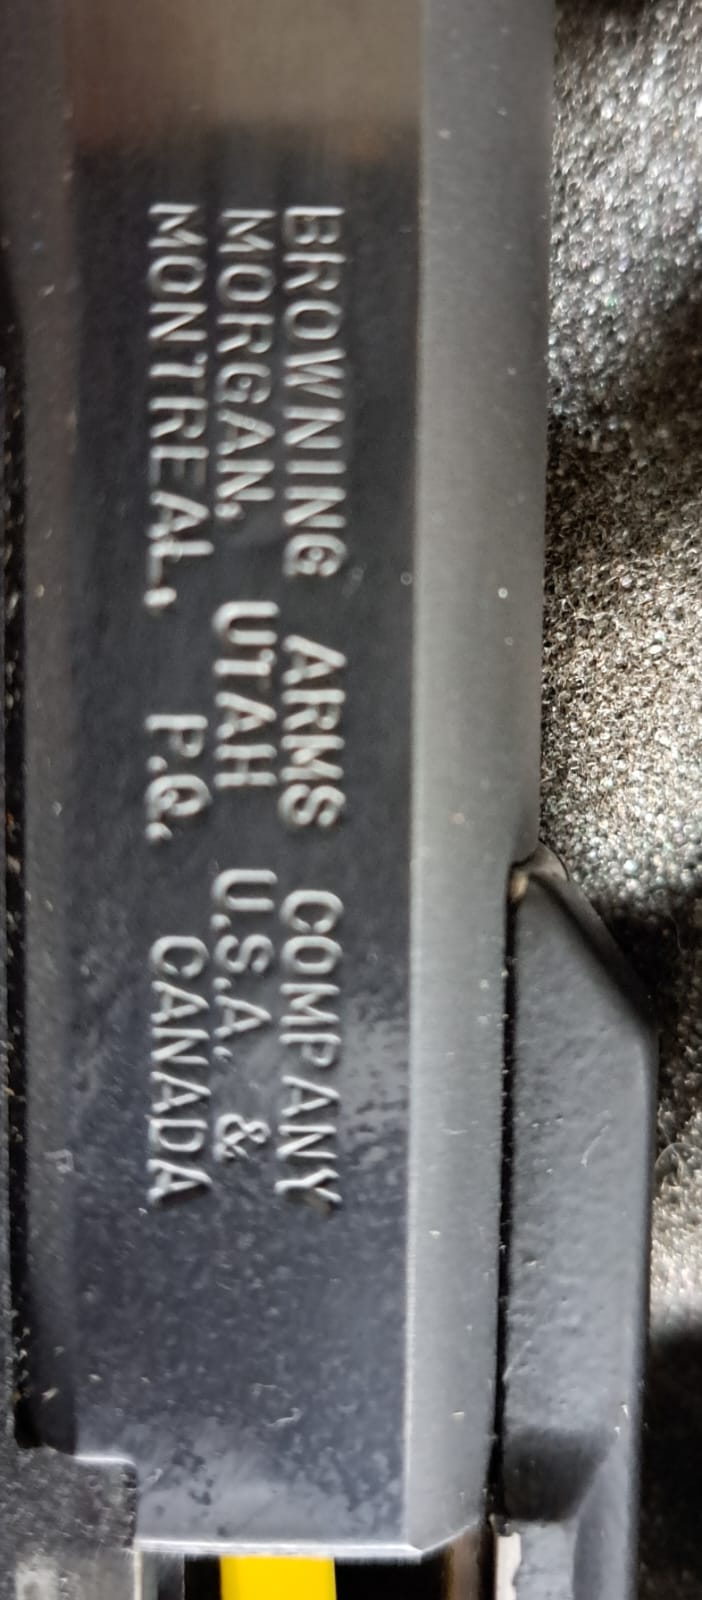 BROWNING ARMS COMPANY
MORGAN, UTAH U.S.A. &
MONTREAL, P.Q. CANADA